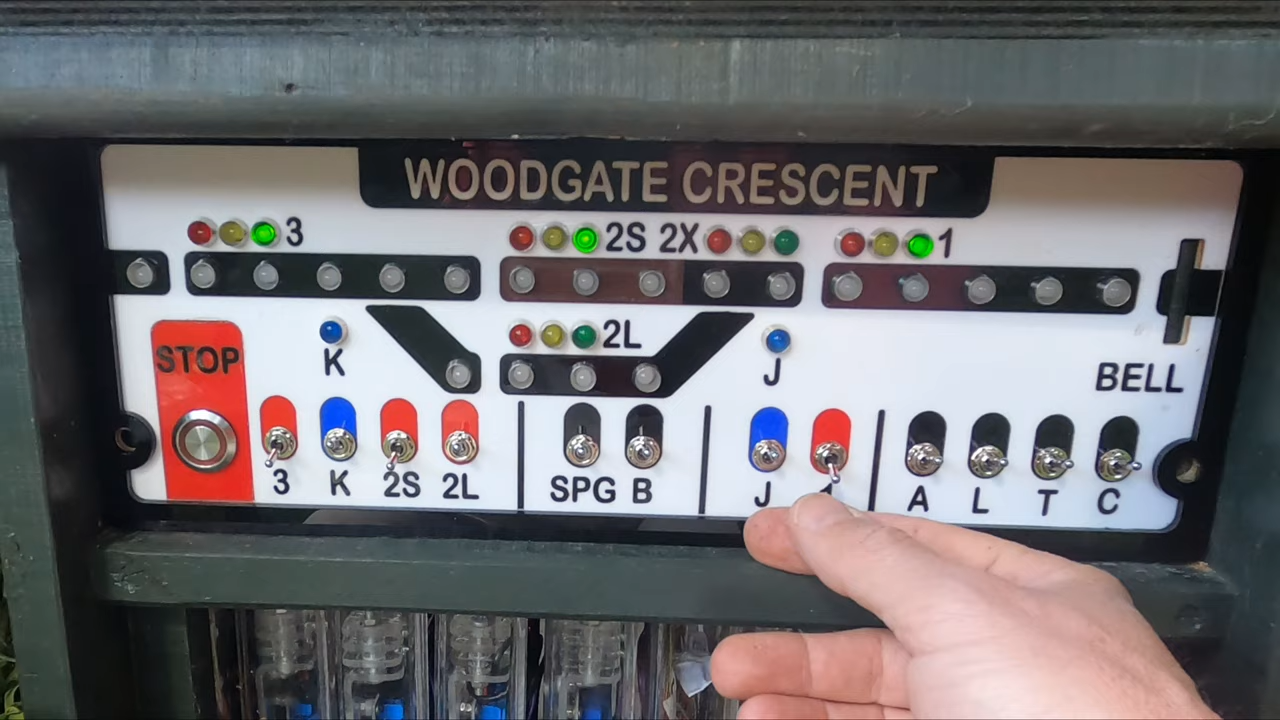 WOODGATE CRESCENT
3 2S 2X 1
2L
STOP K J BELL
3 K 2S 2L SPG B J A L T C